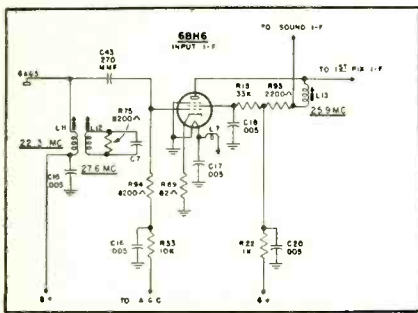 6BH6
INPUT I-F
TO SOUND I-F
C43
270
MMF
TO 1ST PIX I-F
6AG5
R75
8200
R19
33K
R95
2200
L13
25.9 MC
L11
L12
22.3 MC
C7
27.6 MC
C15
.005
L7
C18
.005
C17
.005
R94
8200
R69
82
C16
.005
R33
10K
R22
1K
C20
.005
B+
TO AGC